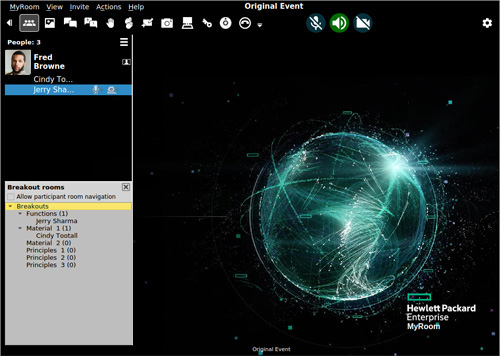 MyRoom View Invite Actions Help
Original Event
People: 3
Fred
Browne
Cindy To...
Jerry Sha...
Breakout rooms
Allow participant room navigation
Breakouts
Functions (1)
Jerry Sharma
Material 1 (1)
Cindy Tootall
Material 2 (0)
Principles 1 (0)
Principles 2 (0)
Principles 3 (0)
Hewlett Packard
Enterprise
MyRoom
Original Event